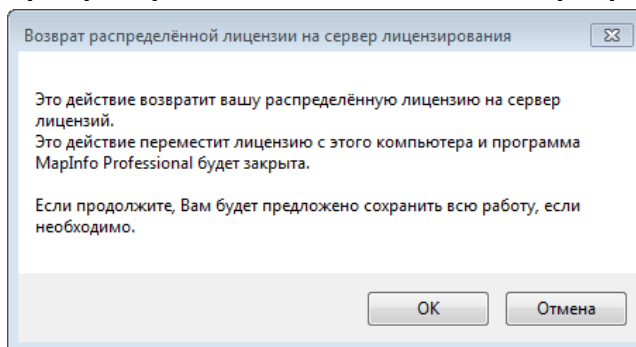 Возврат распределённой лицензии на сервер лицензирования
Это действие возвратит вашу распределённую лицензию на сервер
лицензий.
Это действие переместит лицензию с этого компьютера и программа
MapInfo Professional будет закрыта.
Если продолжите, Вам будет предложено сохранить всю работу, если
необходимо.
ОК
Отмена